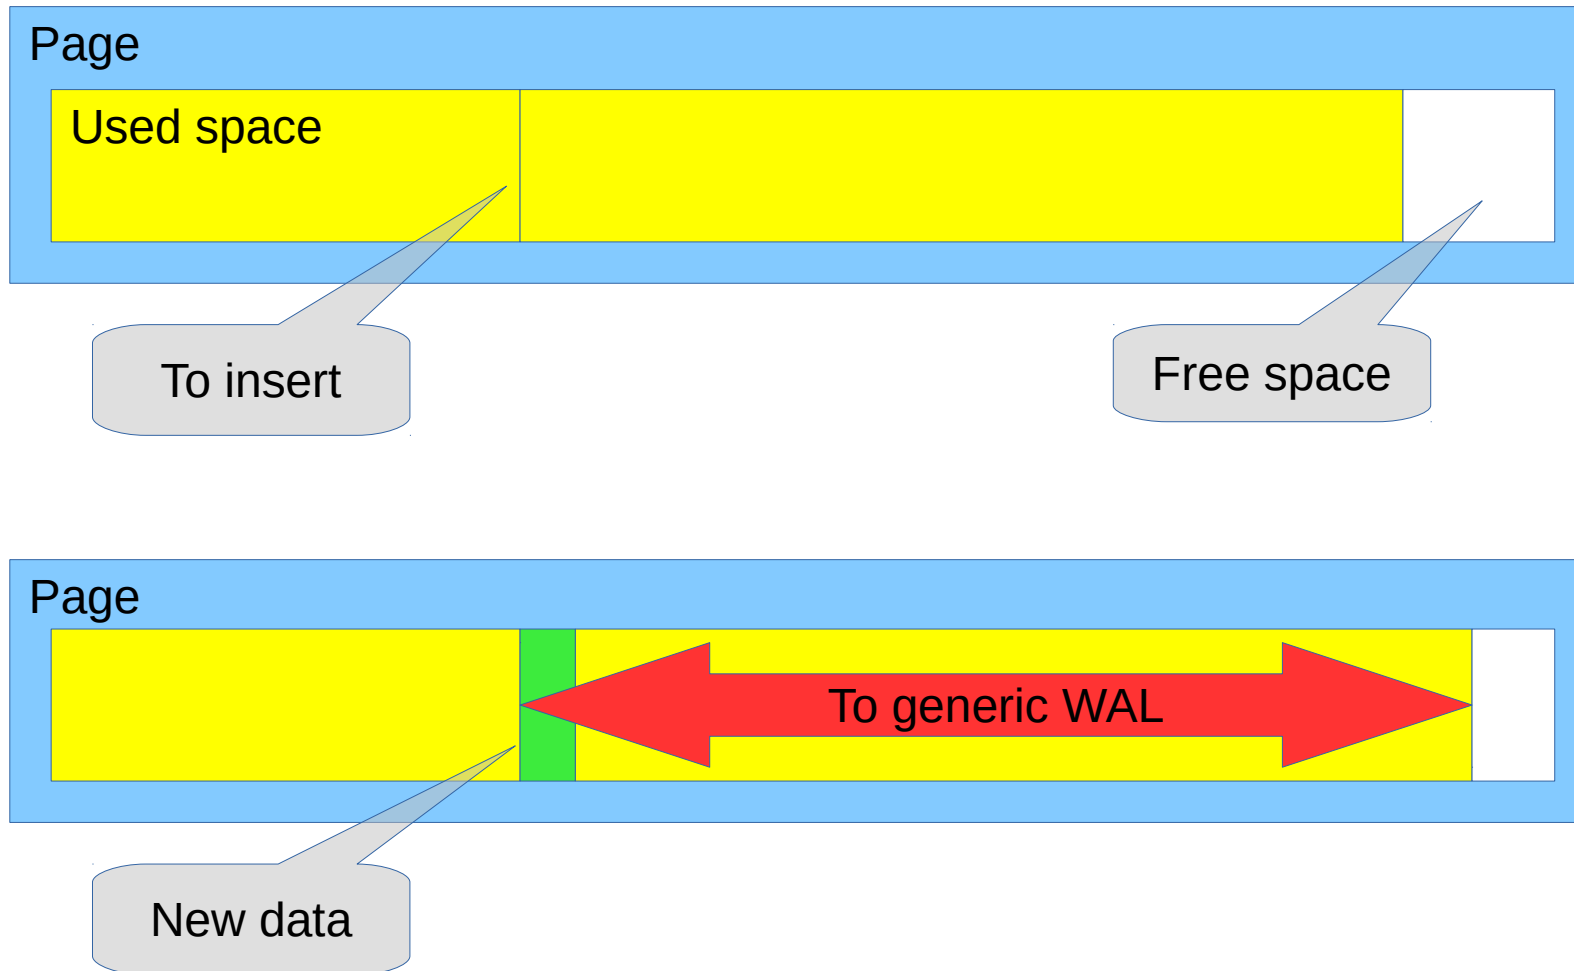 Page
Used space
To insert
Free space
Page
To generic WAL
New data